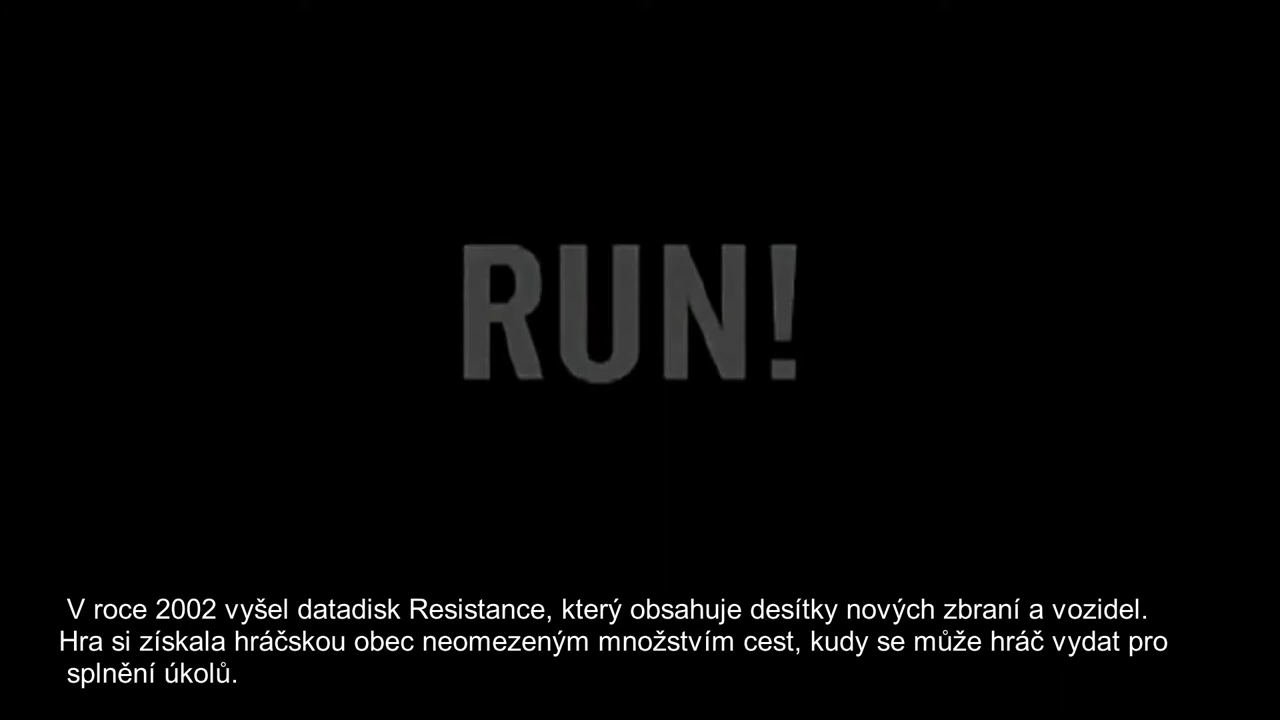 RUN!
V roce 2002 vyšel datadisk Resistance, který obsahuje desítky nových zbraní a vozidel.
Hra si získala hráčskou obec neomezeným množstvím cest, kudy se může hráč vydat pro
splnění úkolů.